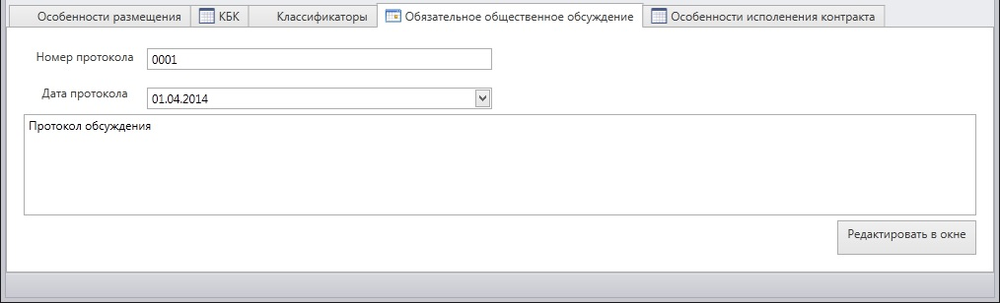 Особенности размещения КБК Классификаторы Обязательное общественное обсуждение Особенности исполенения контракта
Номер протокола 0001
Дата протокола 01.04.2014
Протокол обсуждения
Редактировать в окне